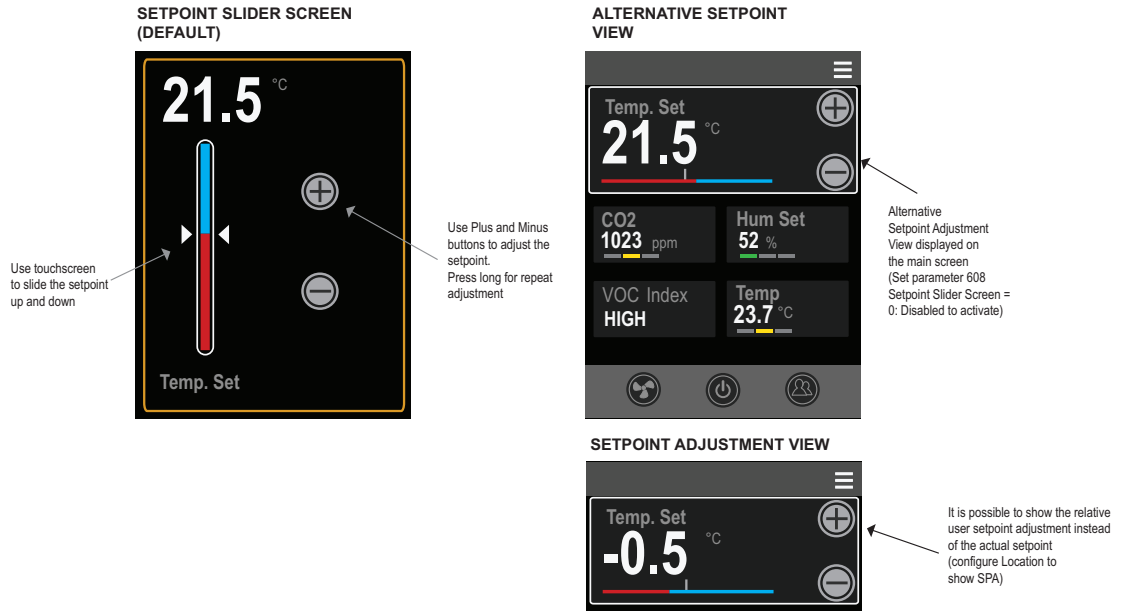 SETPOINT SLIDER SCREEN
(DEFAULT)
21.5 °C
Temp. Set
Use touchscreen
to slide the setpoint
up and down
Use Plus and Minus
buttons to adjust the
setpoint.
Press long for repeat
adjustment
ALTERNATIVE SETPOINT
VIEW
Temp. Set
21.5 °C
CO2
1023 ppm
Hum Set
52 %
VOC Index
HIGH
Temp
23.7 °C
Alternative
Setpoint Adjustment
View displayed on
the main screen
(Set parameter 608
Setpoint Slider Screen =
0: Disabled to activate)
SETPOINT ADJUSTMENT VIEW
Temp. Set
-0.5 °C
It is possible to show the relative
user setpoint adjustment instead
of the actual setpoint
(configure Location to
show SPA)